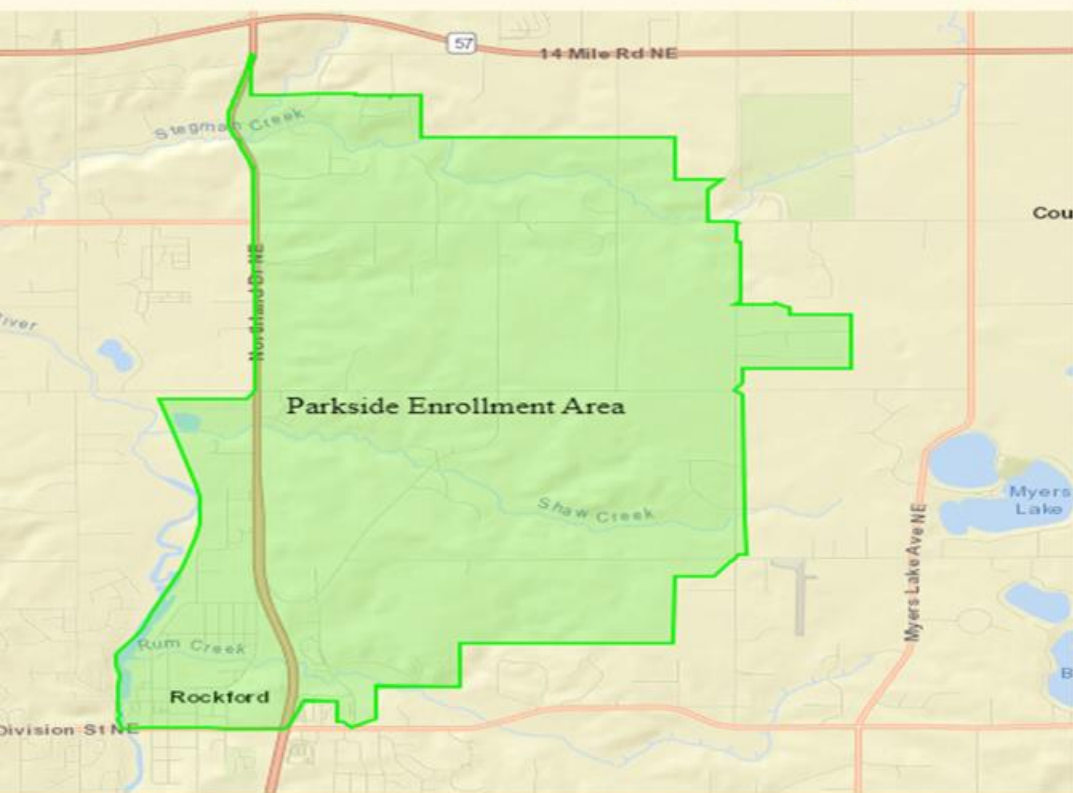 57
14 Mile Rd NE
Stegman Creek
Cou
Northland Dr NE
River
Parkside Enrollment Area
Shaw Creek
Myers
Lake
Myers Lake Ave NE
Rum Creek
B
Rockford
Division St NE